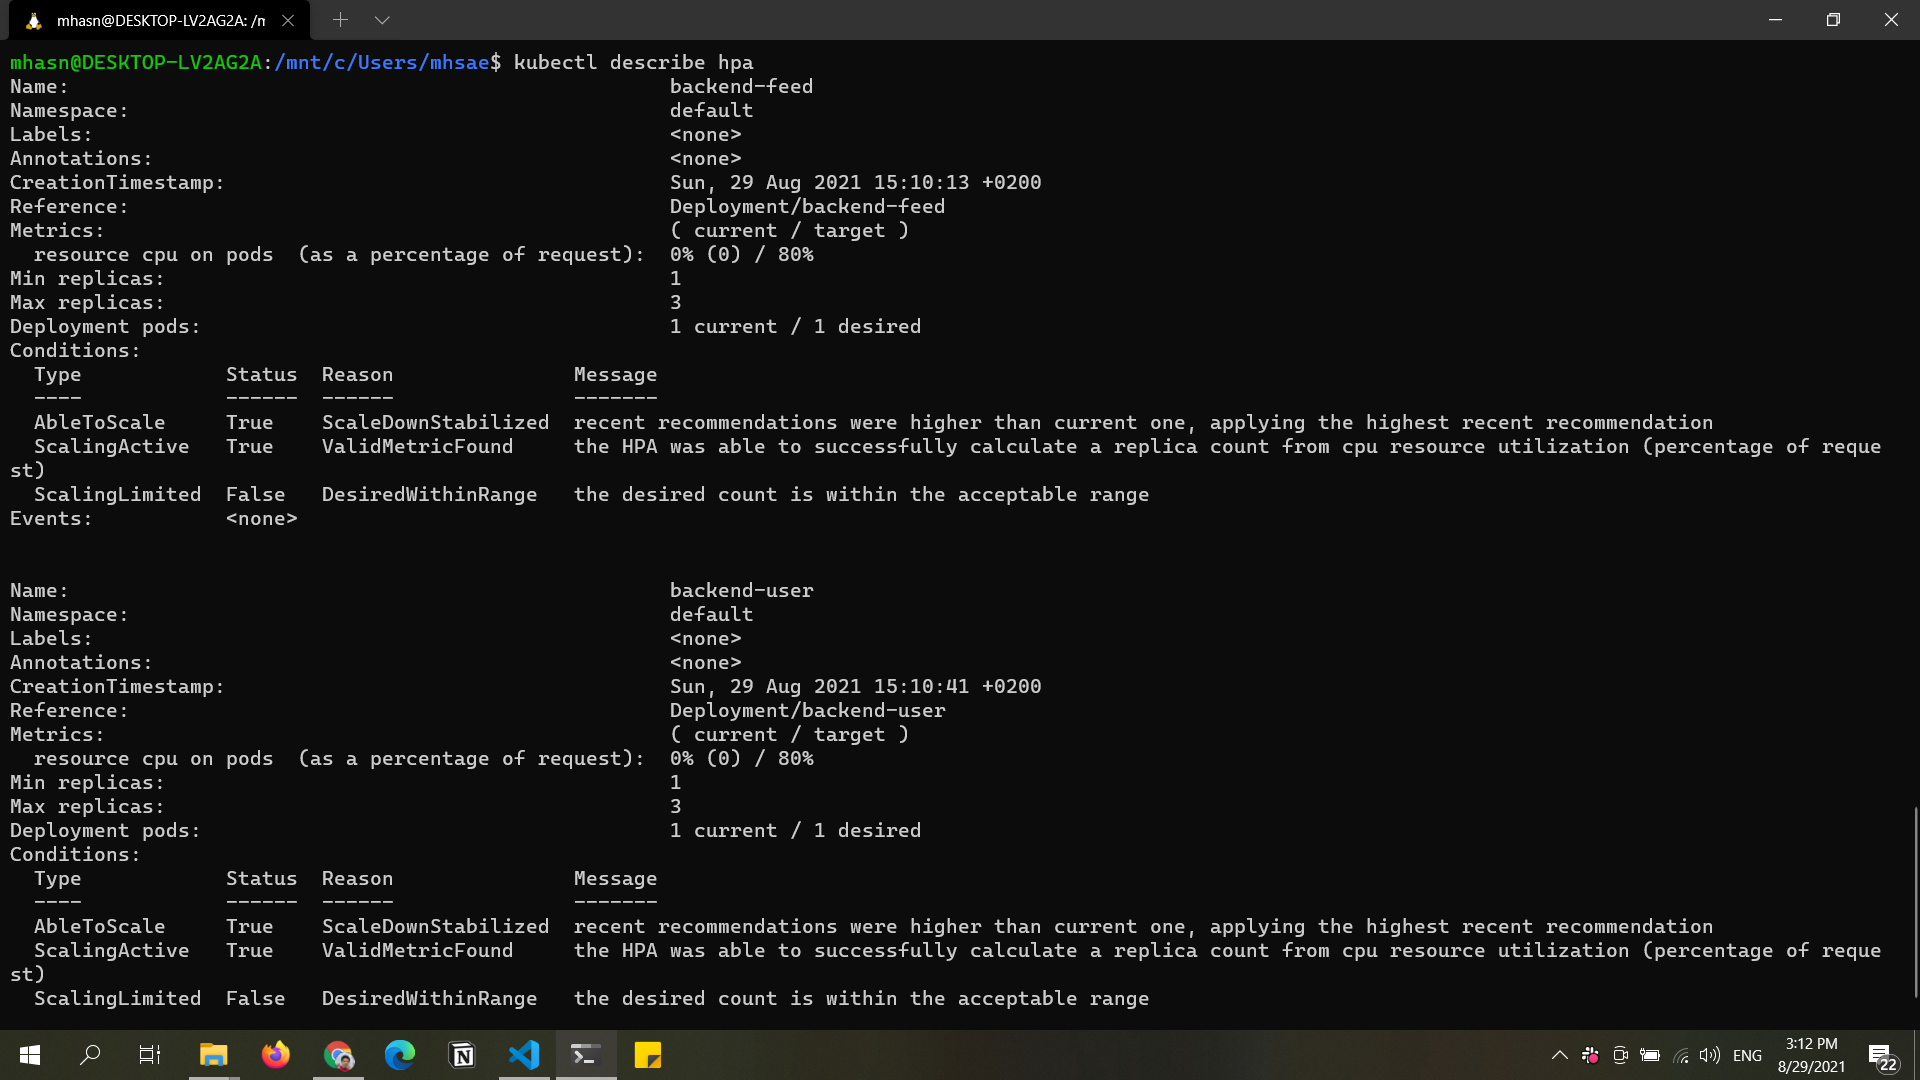 mhasn@DESKTOP-LV2AG2A: /m
mhasn@DESKTOP-LV2AG2A:/mnt/c/Users/mhsae$ kubectl describe hpa
Name: backend-feed
Namespace: default
Labels: <none>
Annotations: <none>
CreationTimestamp: Sun, 29 Aug 2021 15:10:13 +0200
Reference: Deployment/backend-feed
Metrics: ( current / target )
resource cpu on pods (as a percentage of request): 0% (0) / 80%
Min replicas: 1
Max replicas: 3
Deployment pods: 1 current / 1 desired
Conditions:
Type Status Reason Message
---- ------ ------ -------
AbleToScale True ScaleDownStabilized recent recommendations were higher than current one, applying the highest recent recommendation
ScalingActive True ValidMetricFound the HPA was able to successfully calculate a replica count from cpu resource utilization (percentage of reque
st)
ScalingLimited False DesiredWithinRange the desired count is within the acceptable range
Events: <none>
Name: backend-user
Namespace: default
Labels: <none>
Annotations: <none>
CreationTimestamp: Sun, 29 Aug 2021 15:10:41 +0200
Reference: Deployment/backend-user
Metrics: ( current / target )
resource cpu on pods (as a percentage of request): 0% (0) / 80%
Min replicas: 1
Max replicas: 3
Deployment pods: 1 current / 1 desired
Conditions:
Type Status Reason Message
---- ------ ------ -------
AbleToScale True ScaleDownStabilized recent recommendations were higher than current one, applying the highest recent recommendation
ScalingActive True ValidMetricFound the HPA was able to successfully calculate a replica count from cpu resource utilization (percentage of reque
st)
ScalingLimited False DesiredWithinRange the desired count is within the acceptable range
ENG
3:12 PM
8/29/2021
22